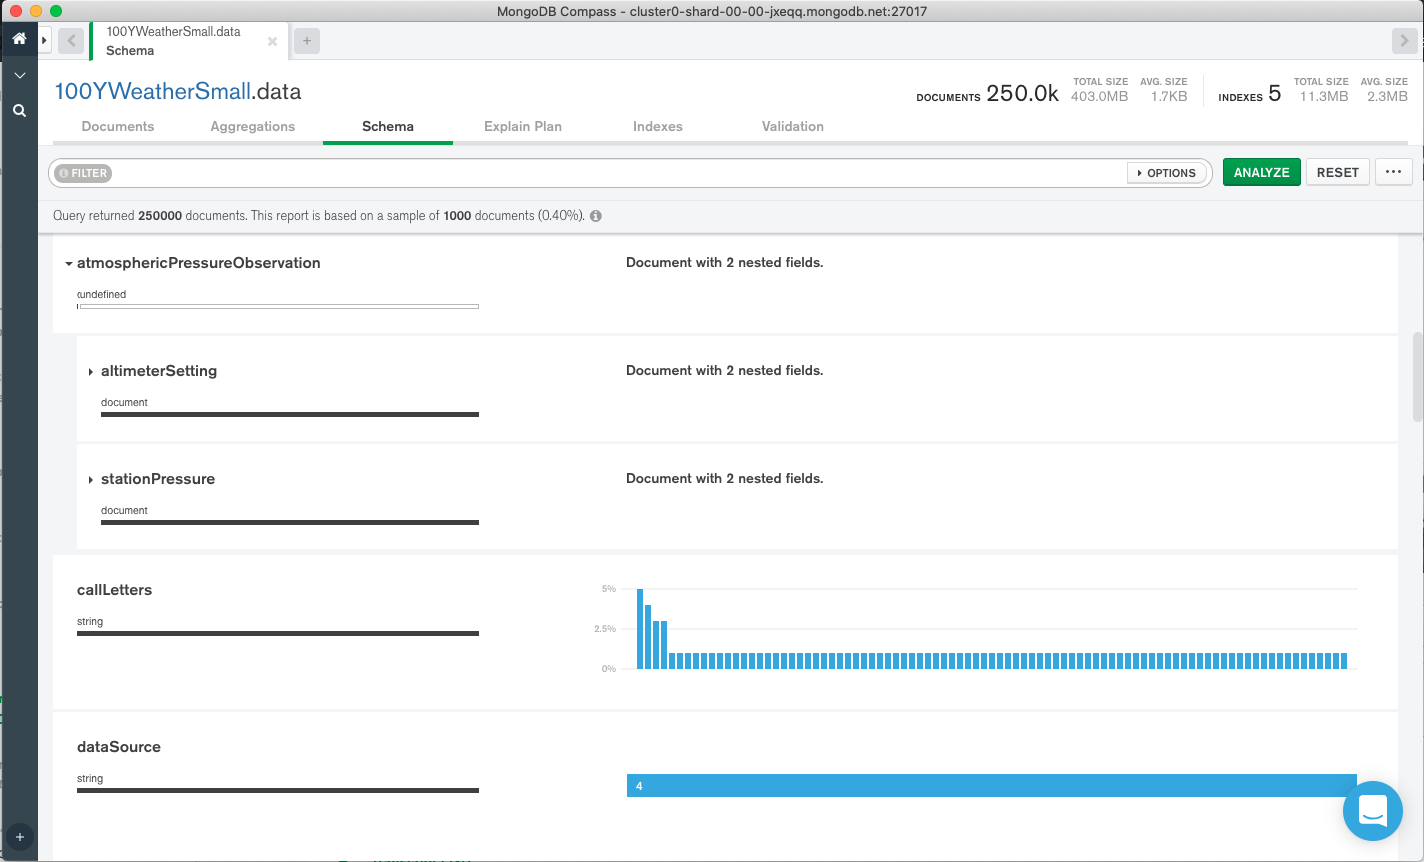 MongoDB Compass - cluster0-shard-00-00-jxeqq.mongodb.net:27017
100YWeatherSmall.data
Schema
100YWeatherSmall.data
DOCUMENTS 250.0k TOTAL SIZE 403.0MB AVG. SIZE 1.7KB INDEXES 5 TOTAL SIZE 11.3MB AVG. SIZE 2.3MB
Documents Aggregations Schema Explain Plan Indexes Validation
FILTER OPTIONS ANALYZE RESET ...
Query returned 250000 documents. This report is based on a sample of 1000 documents (0.40%).
atmosphericPressureObservation Document with 2 nested fields.
undefined
altimeterSetting Document with 2 nested fields.
document
stationPressure Document with 2 nested fields.
document
callLetters
5%
string
2.5%
0%
dataSource
string
4